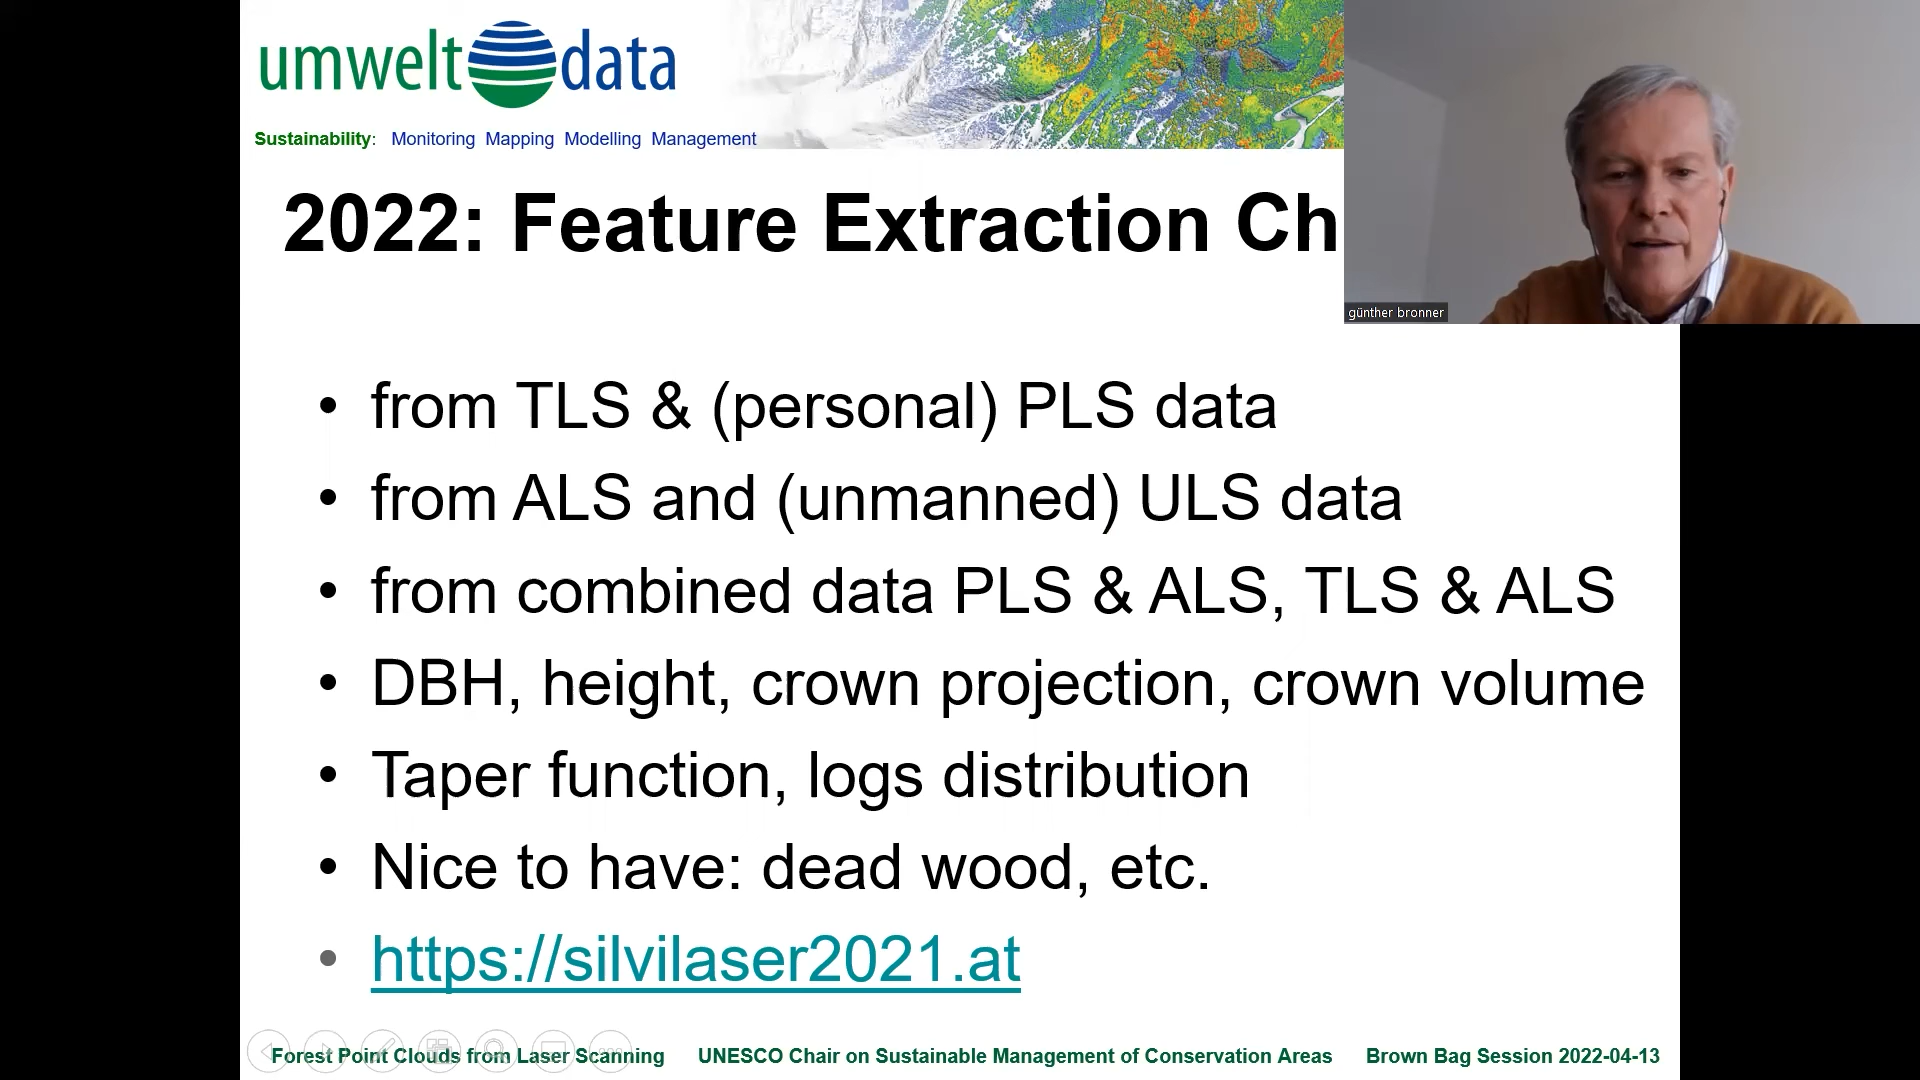 umwelt data
Sustainability: Monitoring Mapping Modelling Management
2022: Feature Extraction Ch
günther bronner
• from TLS & (personal) PLS data
• from ALS and (unmanned) ULS data
• from combined data PLS & ALS, TLS & ALS
• DBH, height, crown projection, crown volume
• Taper function, logs distribution
• Nice to have: dead wood, etc.
• https://silvilaser2021.at
Forest Point Clouds from Laser Scanning UNESCO Chair on Sustainable Management of Conservation Areas Brown Bag Session 2022-04-13